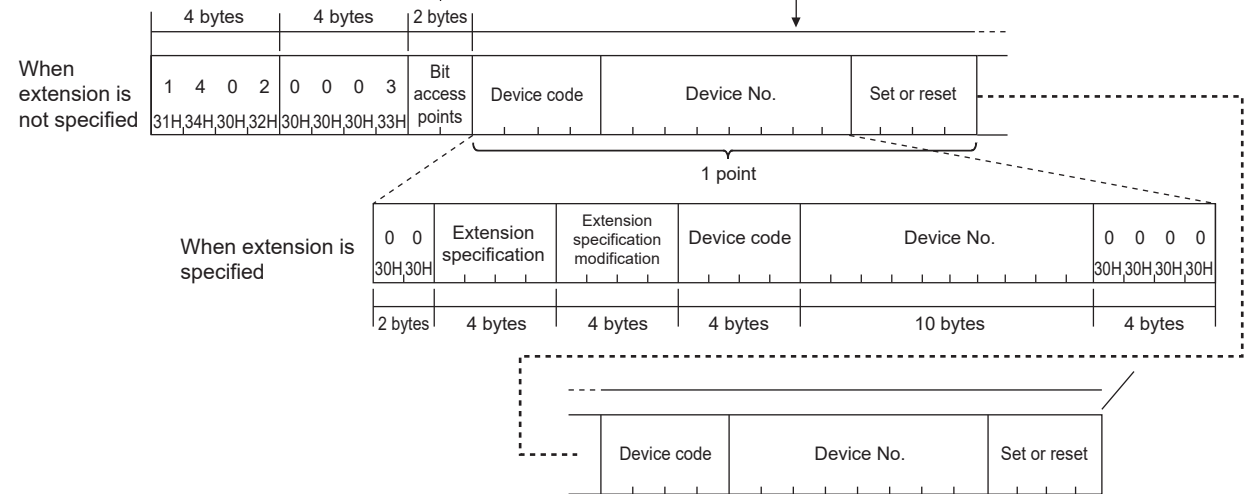 4 bytes 4 bytes 2 bytes
When
extension is
not specified
1 4 0 2 0 0 0 3
31H 34H 30H 32H 30H 30H 30H 33H
Bit
access
points
Device code
Device No.
Set or reset
1 point
When extension is
specified
0 0
30H 30H
Extension
specification
Extension
specification
modification
Device code
Device No.
0 0 0 0
30H 30H 30H 30H
2 bytes 4 bytes 4 bytes 4 bytes 10 bytes 4 bytes
Device code
Device No.
Set or reset